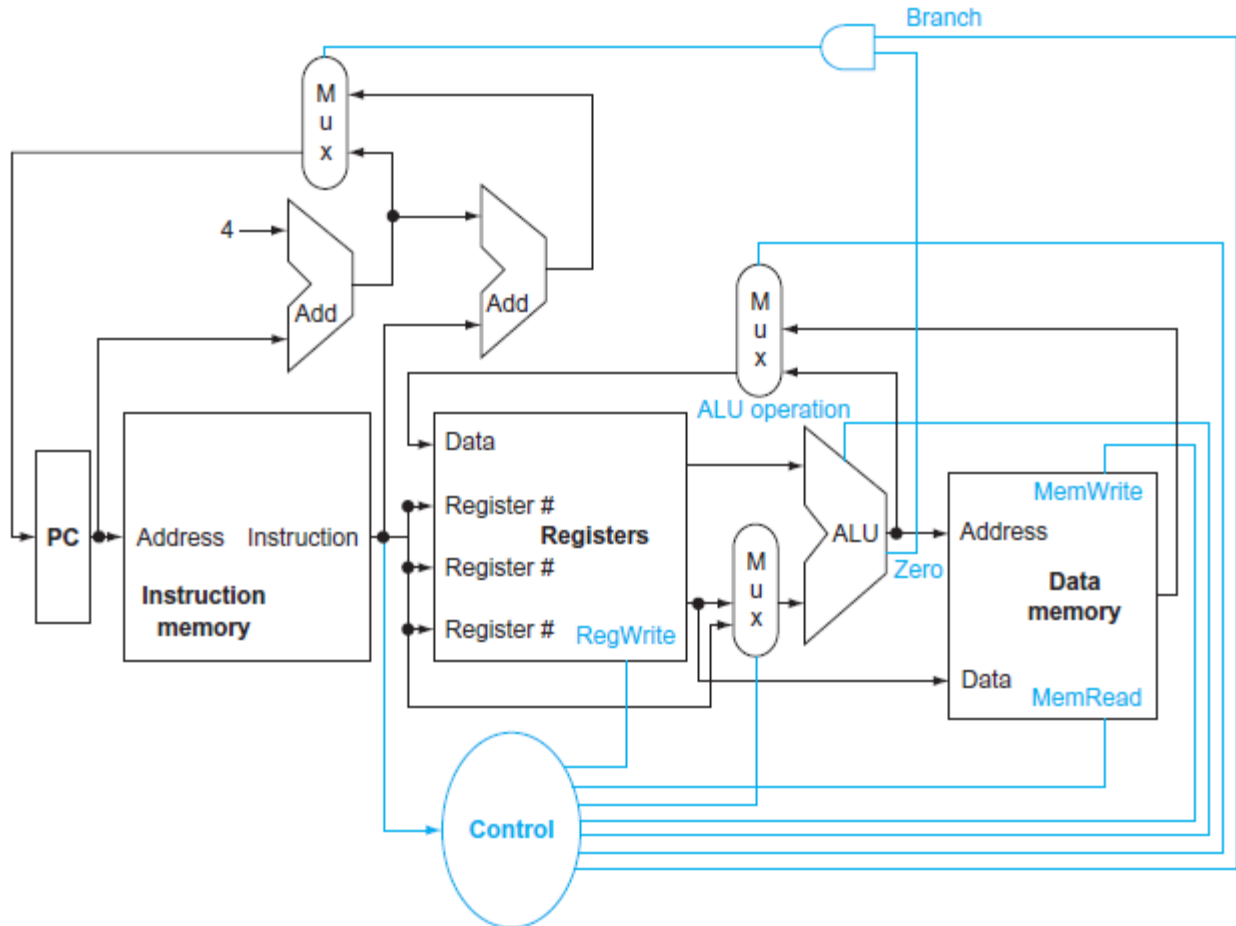 Branch
M
u
x
4
Add
Add
M
u
x
ALU operation
Data
Register #
Registers
Register #
Register #
RegWrite
PC
Address
Instruction
Instruction
memory
M
u
x
ALU
Zero
MemWrite
Address
Data
memory
Data
MemRead
Control